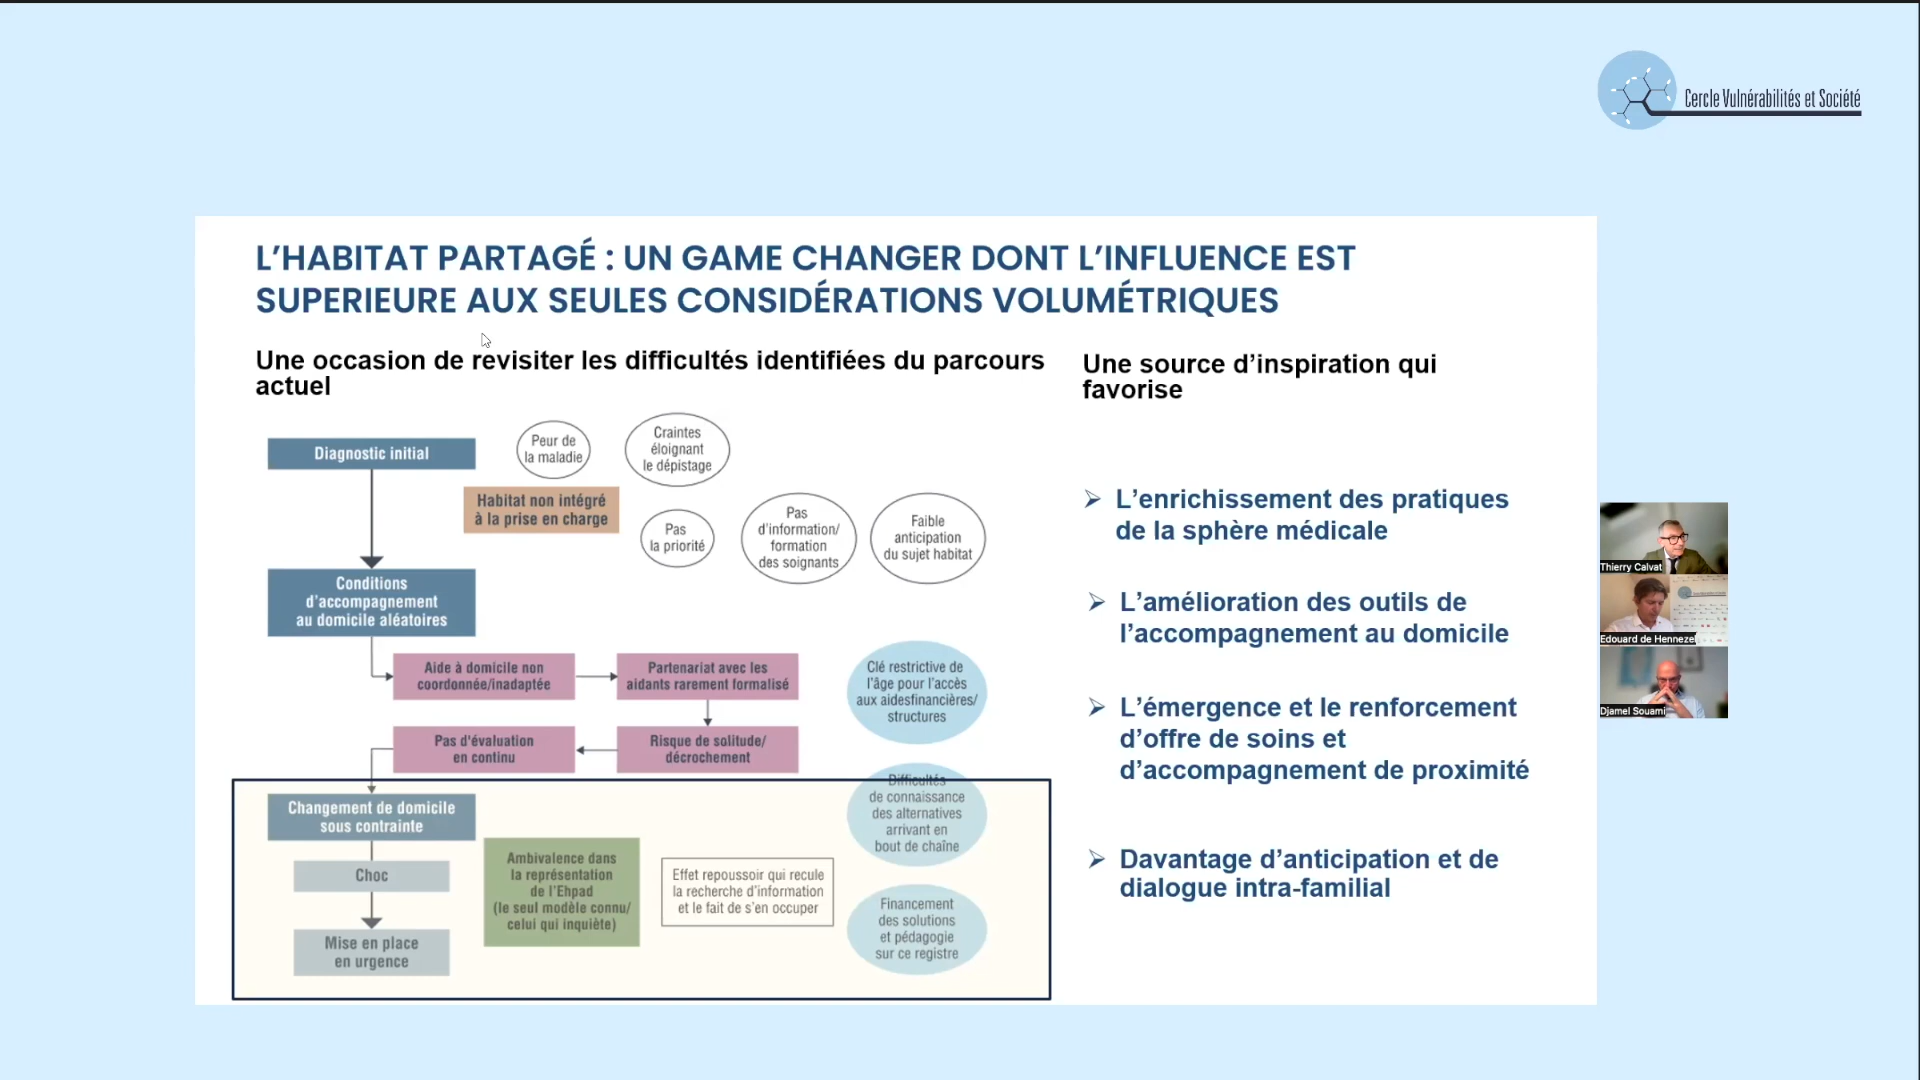 Cercle Vulnérabilités et Société
L'HABITAT PARTAGÉ : UN GAME CHANGER DONT L'INFLUENCE EST
SUPERIEURE AUX SEULES CONSIDÉRATIONS VOLUMÉTRIQUES
Une occasion de revisiter les difficultés identifiées du parcours
actuel
Diagnostic initial
Peur de
la maladie
Craintes
éloignant
le dépistage
Habitat non intégré
à la prise en charge
Pas
la priorité
Pas
d'information/
formation
des soignants
Faible
anticipation
du sujet habitat
Conditions
d'accompagnement
au domicile aléatoires
Aide à domicile non
coordonnée/inadaptée
Partenariat avec les
aidants rarement formalisé
Clé restrictive de
l'âge pour l'accès
aux aidesfinancières/
structures
Pas d'évaluation
en continu
Risque de solitude/
décrochement
Difficultés
de connaissance
des alternatives
arrivant en
bout de chaîne
Changement de domicile
sous contrainte
Choc
Mise en place
en urgence
Ambivalence dans
la représentation
de l'Ehpad
(le seul modèle connu/
celui qui inquiète)
Effet repoussoir qui recule
la recherche d'information
et le fait de s'en occuper
Financement
des solutions
et pédagogie
sur ce registre
Une source d'inspiration qui
favorise
➢ L'enrichissement des pratiques
de la sphère médicale
➢ L'amélioration des outils de
l'accompagnement au domicile
➢ L'émergence et le renforcement
d'offre de soins et
d'accompagnement de proximité
➢ Davantage d'anticipation et de
dialogue intra-familial
Thierry Calvat
Edouard de Hennezel
Djamel Souami